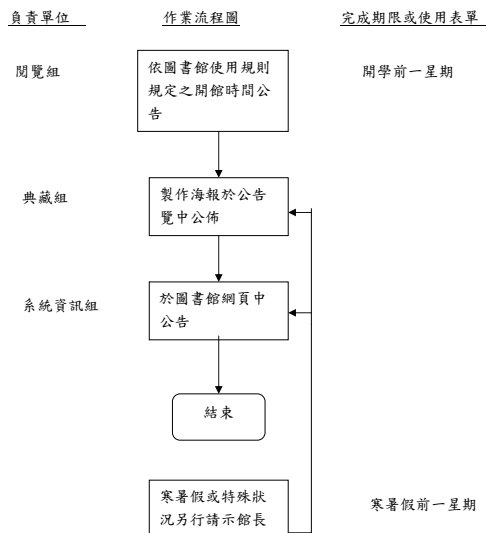 負責單位 作業流程圖 完成期限或使用表單
閱覽組 依圖書館使用規則 開學前一星期
規定之開館時間公
告
典藏組 製作海報於公告
覽中公佈
系統資訊組 於圖書館網頁中
公告
結束
寒暑假或特殊狀 寒暑假前一星期
況另行請示館長